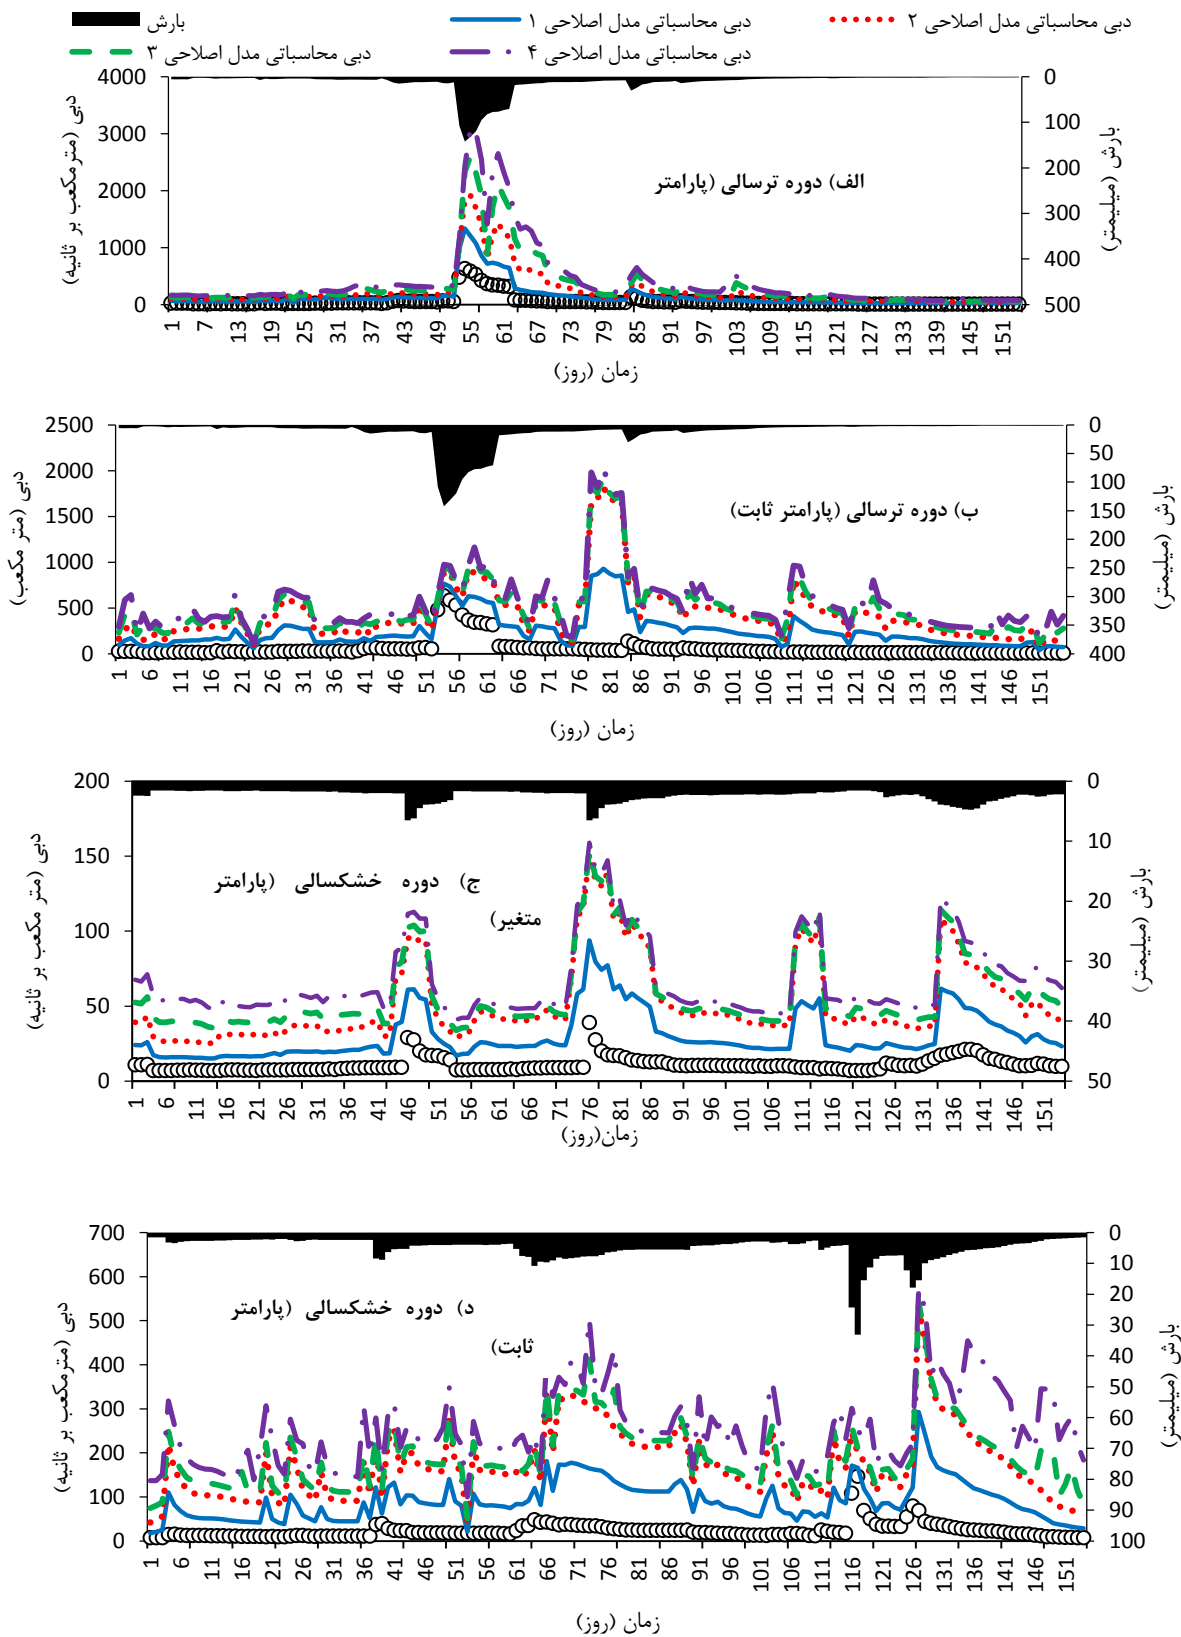 بارش
دبی محاسباتی مدل اصلاحی ۱
دبی محاسباتی مدل اصلاحی ۲
دبی محاسباتی مدل اصلاحی ۳
دبی محاسباتی مدل اصلاحی ۴
4000 3000 2000 1000 0
دبی (مترمکعب بر ثانیه)
0 100 200 300 400 500
بارش (میلیمتر)
الف) دوره ترسالی (پارامتر
1 7 13 19 25 31 37 43 49 55 61 67 73 79 85 91 97 103 109 115 121 127 133 139 145 151
زمان (روز)
2500 2000 1500 1000 500 0
دبی (متر مکعب)
0 50 100 150 200 250 300 350 400
بارش (میلیمتر)
ب) دوره ترسالی (پارامتر ثابت)
1 6 11 16 21 26 31 36 41 46 51 56 61 66 71 76 81 86 91 96 101 106 111 116 121 126 131 136 141 146 151
زمان (روز)
200 150 100 50 0
دبی (متر مکعب بر ثانیه)
0 10 20 30 40 50
بارش (میلیمتر)
ج) دوره خشکسالی (پارامتر
متغیر)
1 6 11 16 21 26 31 36 41 46 51 56 61 66 71 76 81 86 91 96 101 106 111 116 121 126 131 136 141 146 151
زمان(روز)
700 600 500 400 300 200 100 0
دبی (مترمکعب بر ثانیه)
0 10 20 30 40 50 60 70 80 90 100
بارش (میلیمتر)
د) دوره خشکسالی (پارامتر
ثابت)
1 6 11 16 21 26 31 36 41 46 51 56 61 66 71 76 81 86 91 96 101 106 111 116 121 126 131 136 141 146 151
زمان (روز)